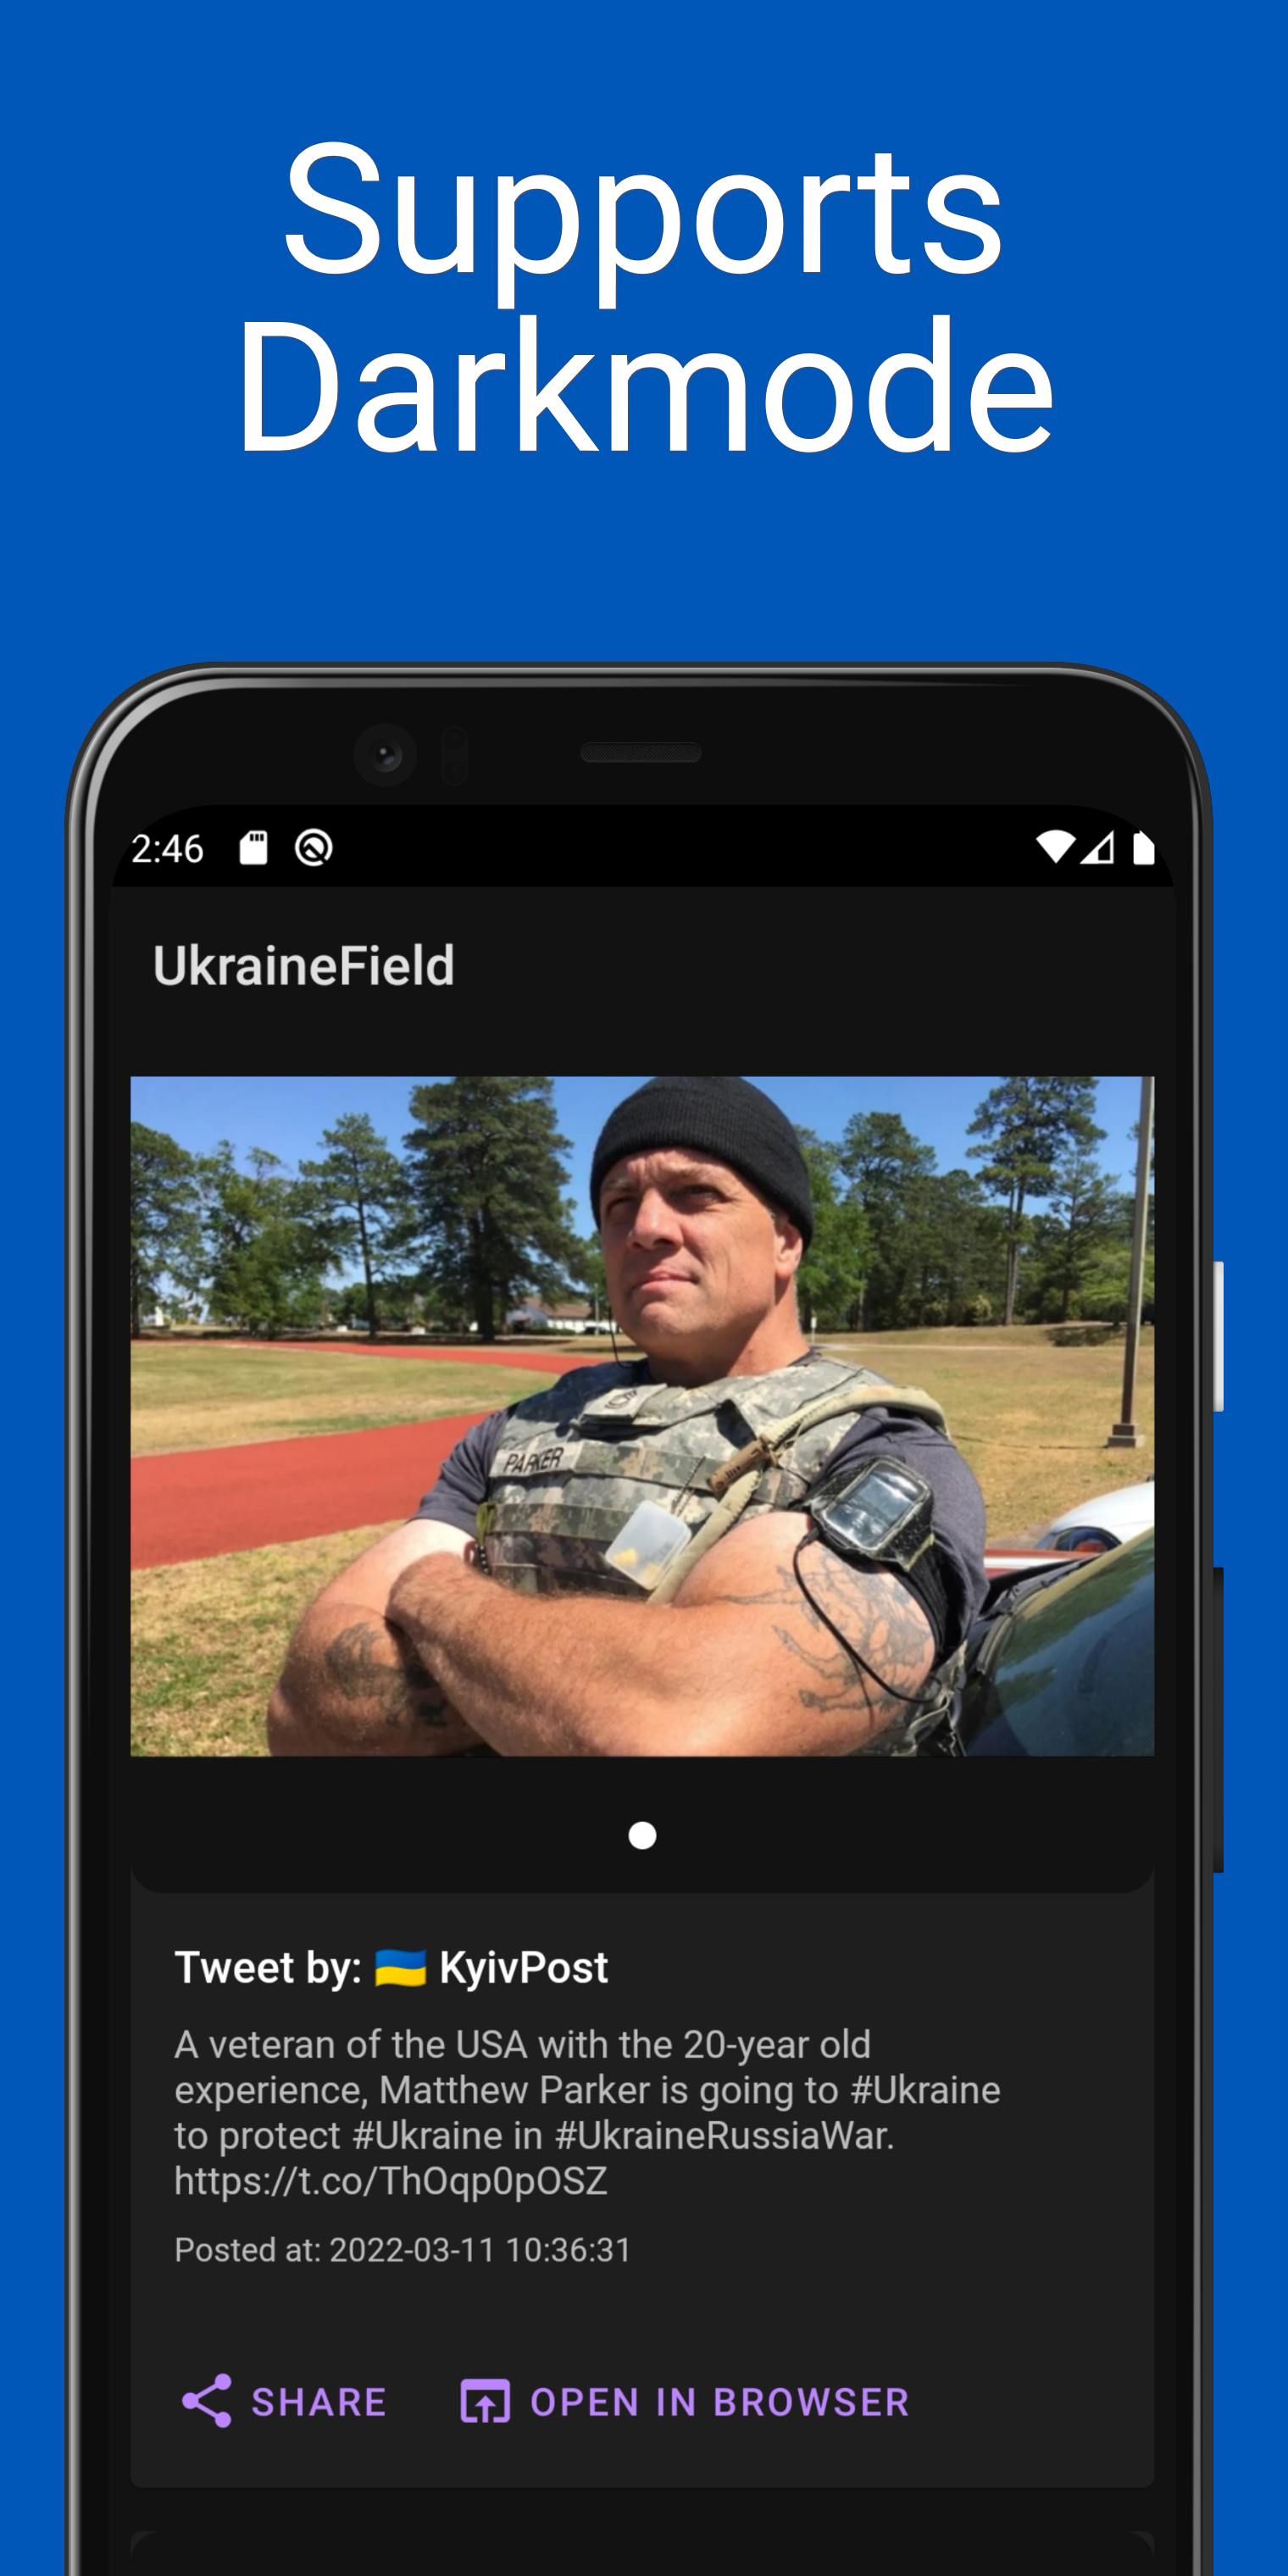 Supports
Darkmode
2:46
UkraineField
PARKER
Tweet by: 🇺🇦 KyivPost
A veteran of the USA with the 20-year old
experience, Matthew Parker is going to #Ukraine
to protect #Ukraine in #UkraineRussiaWar.
https://t.co/ThOqp0pOSZ
Posted at: 2022-03-11 10:36:31
SHARE OPEN IN BROWSER